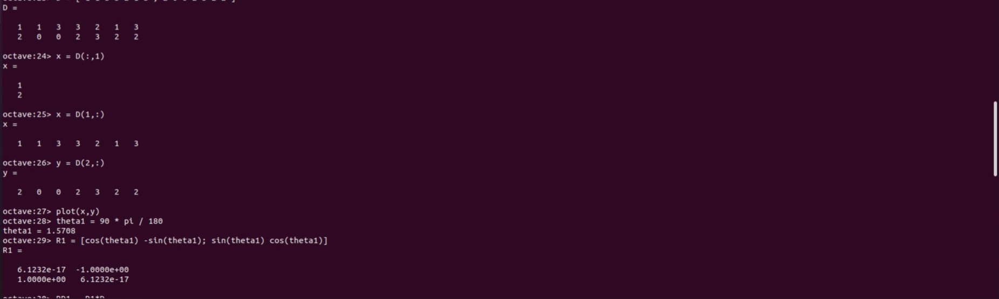 D =
1 1 3 3 2 1 3
2 0 0 2 3 2 2
octave:24> x = D(:,1)
x =
1
2
octave:25> x = D(1,:)
x =
1 1 3 3 2 1 3
octave:26> y = D(2,:)
y =
2 0 0 2 3 2 2
octave:27> plot(x,y)
octave:28> theta1 = 90 * pi / 180
theta1 = 1.5708
octave:29> R1 = [cos(theta1) -sin(theta1); sin(theta1) cos(theta1)]
R1 =
6.1232e-17 -1.0000e+00
1.0000e+00 6.1232e-17